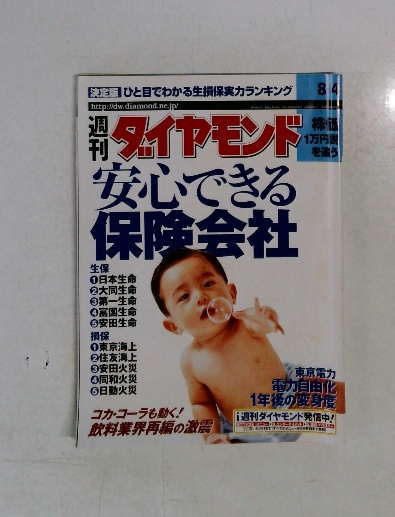 決定版 ひと目でわかる生損保実力ランキング
8/4
http://dw.diamond.ne.jp/
週刊 ダイヤモンド
株価
1万円説
を追う
安心できる
保険会社
生保
①日本生命
②大同生命
③第一生命
④富国生命
⑤安田生命
損保
①東京海上
②住友海上
③安田火災
④同和火災
⑤日動火災
東京電力
電力自由化
1年後の変身度
コカ・コーラも動く!
飲料業界再編の激震
i週刊ダイヤモンド発信中!